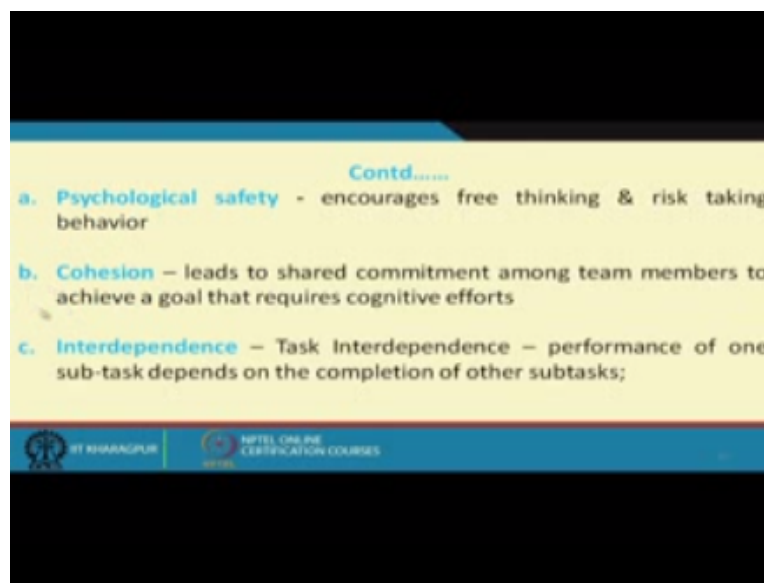 Contd......
a. Psychological safety - encourages free thinking & risk taking
behavior
b. Cohesion – leads to shared commitment among team members to
achieve a goal that requires cognitive efforts
c. Interdependence – Task Interdependence – performance of one
sub-task depends on the completion of other subtasks;
IIT KHARAGPUR
NPTEL ONLINE
CERTIFICATION COURSES
NPTEL